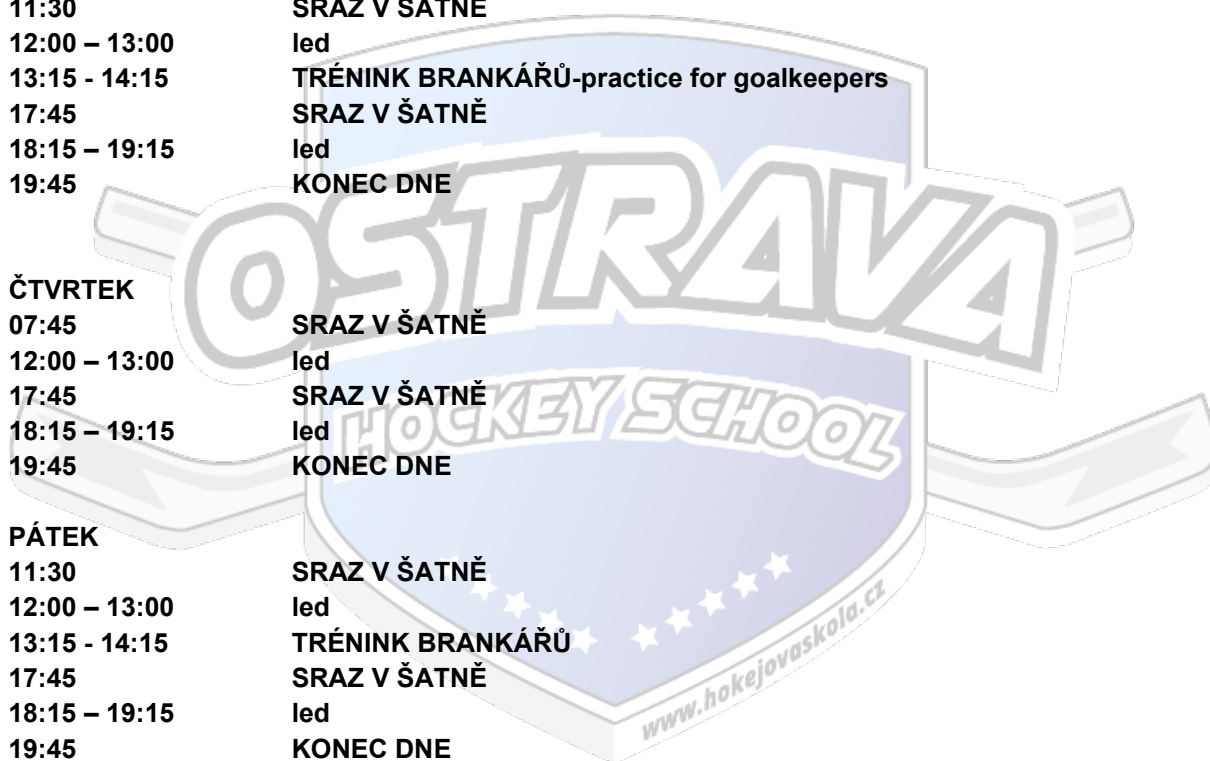 11:30 SRAZ V ŠATNĚ
12:00 – 13:00 led
13:15 - 14:15 TRÉNINK BRANKÁŘŮ-practice for goalkeepers
17:45 SRAZ V ŠATNĚ
18:15 – 19:15 led
19:45 KONEC DNE
OSTRAVA
HOCKEY SCHOOL
www.hokejovaskola.cz
ČTVRTEK
07:45 SRAZ V ŠATNĚ
12:00 – 13:00 led
17:45 SRAZ V ŠATNĚ
18:15 – 19:15 led
19:45 KONEC DNE
PÁTEK
11:30 SRAZ V ŠATNĚ
12:00 – 13:00 led
13:15 - 14:15 TRÉNINK BRANKÁŘŮ
17:45 SRAZ V ŠATNĚ
18:15 – 19:15 led
19:45 KONEC DNE